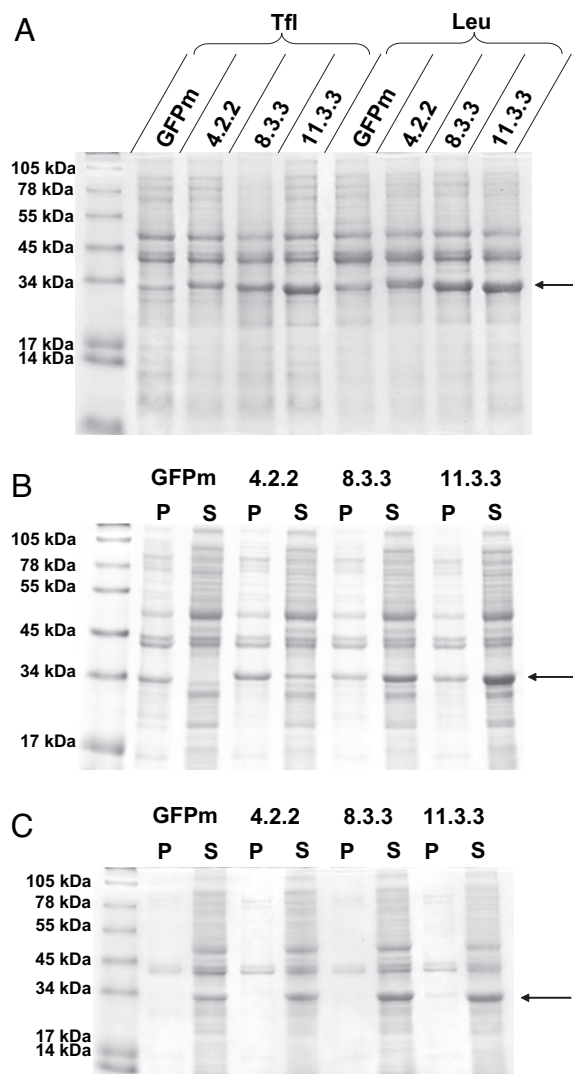 A
Tfl
Leu
GFPm
4.2.2
8.3.3
11.3.3
GFPm
4.2.2
8.3.3
11.3.3
105 kDa
78 kDa
55 kDa
45 kDa
34 kDa
17 kDa
14 kDa
B
GFPm 4.2.2 8.3.3 11.3.3
P S P S P S P S
105 kDa
78 kDa
55 kDa
45 kDa
34 kDa
17 kDa
C
GFPm 4.2.2 8.3.3 11.3.3
P S P S P S P S
105 kDa
78 kDa
55 kDa
45 kDa
34 kDa
17 kDa
14 kDa